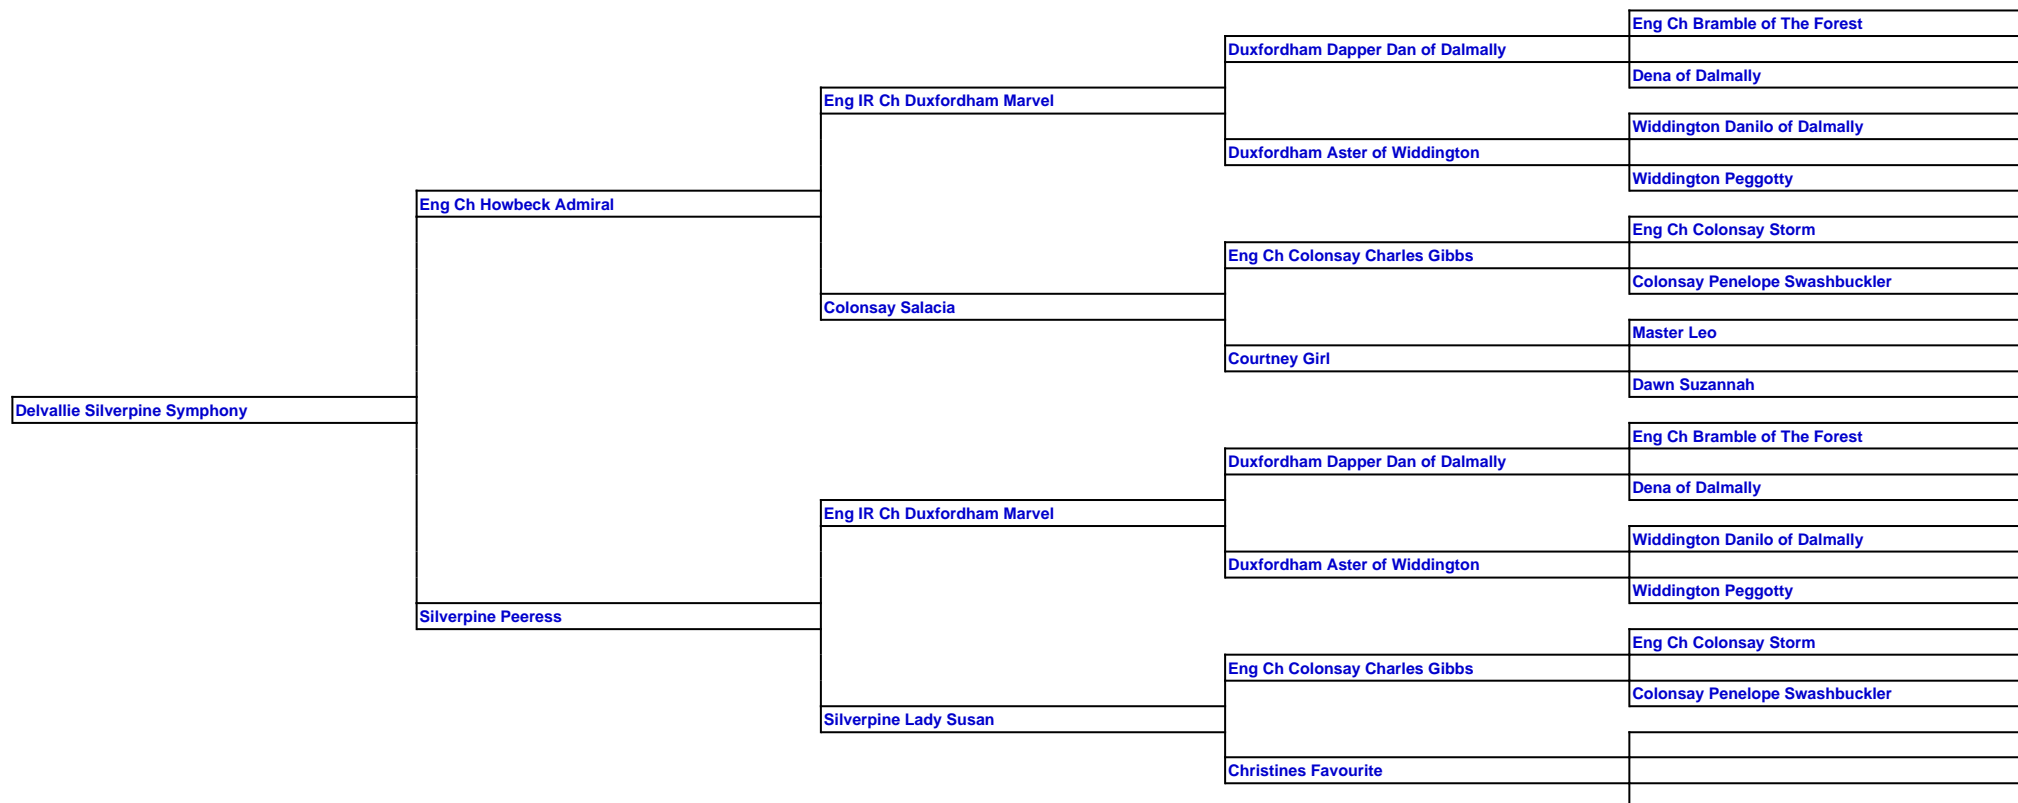 Eng Ch Bramble of The Forest
Duxfordham Dapper Dan of Dalmally
Dena of Dalmally
Eng IR Ch Duxfordham Marvel
Widdington Danilo of Dalmally
Duxfordham Aster of Widdington
Widdington Peggotty
Eng Ch Howbeck Admiral
Eng Ch Colonsay Storm
Eng Ch Colonsay Charles Gibbs
Colonsay Penelope Swashbuckler
Colonsay Salacia
Master Leo
Courtney Girl
Dawn Suzannah
Delvallie Silverpine Symphony
Eng Ch Bramble of The Forest
Duxfordham Dapper Dan of Dalmally
Dena of Dalmally
Eng IR Ch Duxfordham Marvel
Widdington Danilo of Dalmally
Duxfordham Aster of Widdington
Widdington Peggotty
Silverpine Peeress
Eng Ch Colonsay Storm
Eng Ch Colonsay Charles Gibbs
Colonsay Penelope Swashbuckler
Silverpine Lady Susan
Christines Favourite